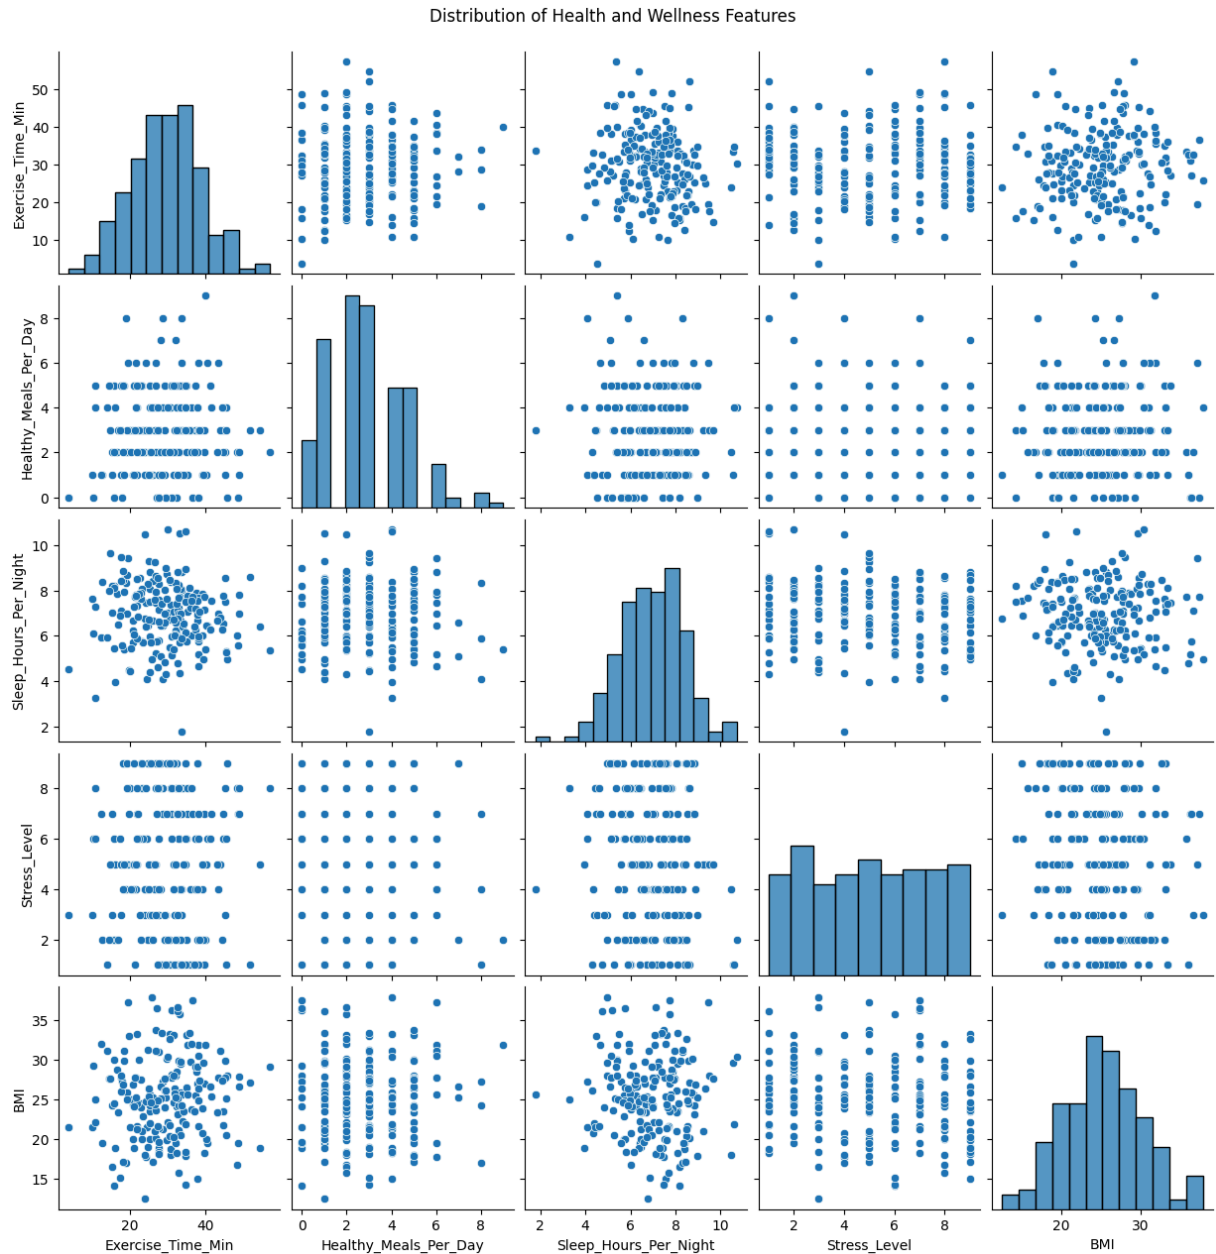 Distribution of Health and Wellness Features
Exercise_Time_Min
50
40
30
20
10
Healthy_Meals_Per_Day
8
6
4
2
0
Sleep_Hours_Per_Night
10
8
6
4
2
Stress_Level
8
6
4
2
BMI
35
30
25
20
15
20 40
0 2 4 6 8
2 4 6 8 10
2 4 6 8
20 30
Exercise_Time_Min
Healthy_Meals_Per_Day
Sleep_Hours_Per_Night
Stress_Level
BMI